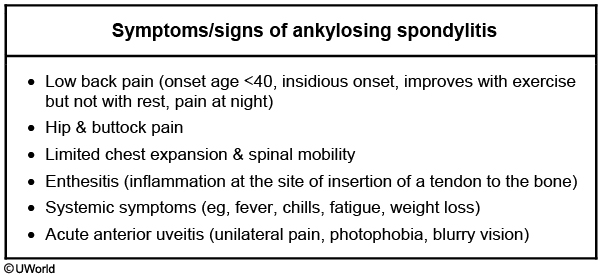 Symptoms/signs of ankylosing spondylitis
• Low back pain (onset age <40, insidious onset, improves with exercise
but not with rest, pain at night)
• Hip & buttock pain
• Limited chest expansion & spinal mobility
• Enthesitis (inflammation at the site of insertion of a tendon to the bone)
• Systemic symptoms (eg, fever, chills, fatigue, weight loss)
• Acute anterior uveitis (unilateral pain, photophobia, blurry vision)
©UWorld